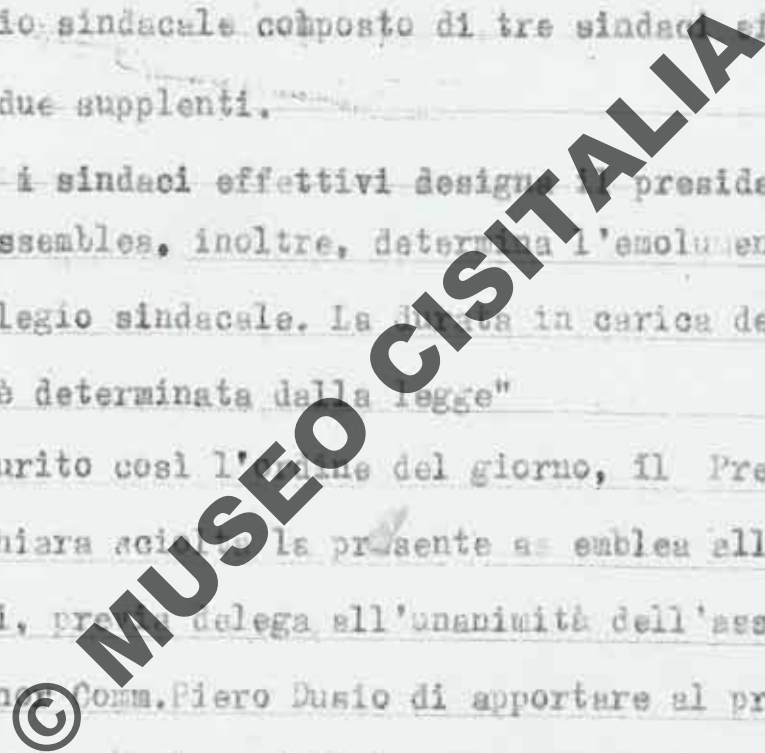 io sindacale composto di tre sindaci
due supplenti.
i sindaci effettivi designa il preside
ssemblea, inoltre, determina l'emolumen
legio sindacale. La durata in carica de
è determinata dalla legge"
urito così l'ordine del giorno, il Pre
hiara sciolta la presente assemblea all
i, previa delega all'unanimità dell'ass
Comm.Piero Dusio di apportare al pr
© MUSEO CISITALIA